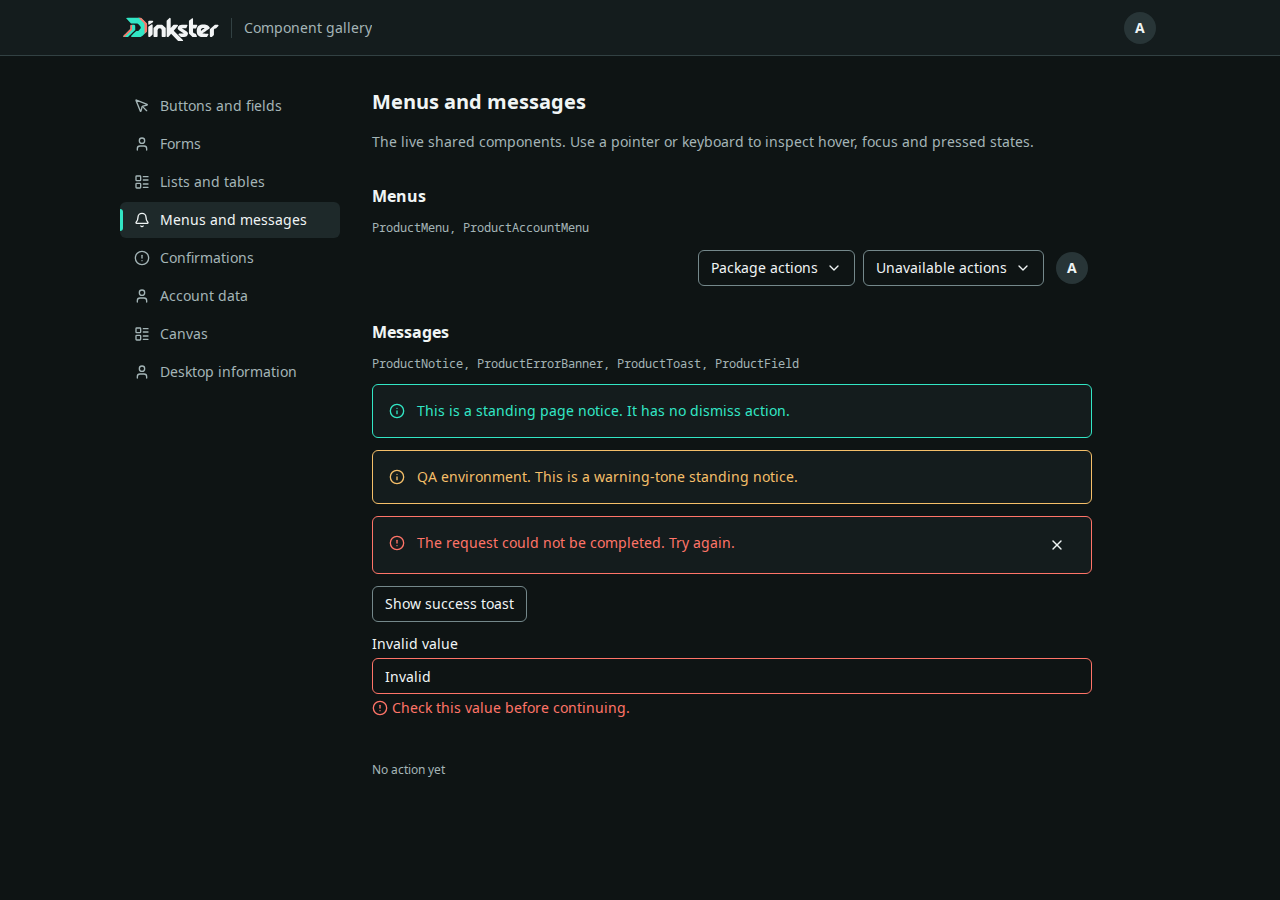 Dinkster
Component gallery
A
Buttons and fields
Forms
Lists and tables
Menus and messages
Confirmations
Account data
Canvas
Desktop information
Menus and messages
The live shared components. Use a pointer or keyboard to inspect hover, focus and pressed states.
Menus
ProductMenu, ProductAccountMenu
Package actions
Unavailable actions
A
Messages
ProductNotice, ProductErrorBanner, ProductToast, ProductField
This is a standing page notice. It has no dismiss action.
QA environment. This is a warning-tone standing notice.
The request could not be completed. Try again.
Show success toast
Invalid value
Invalid
Check this value before continuing.
No action yet